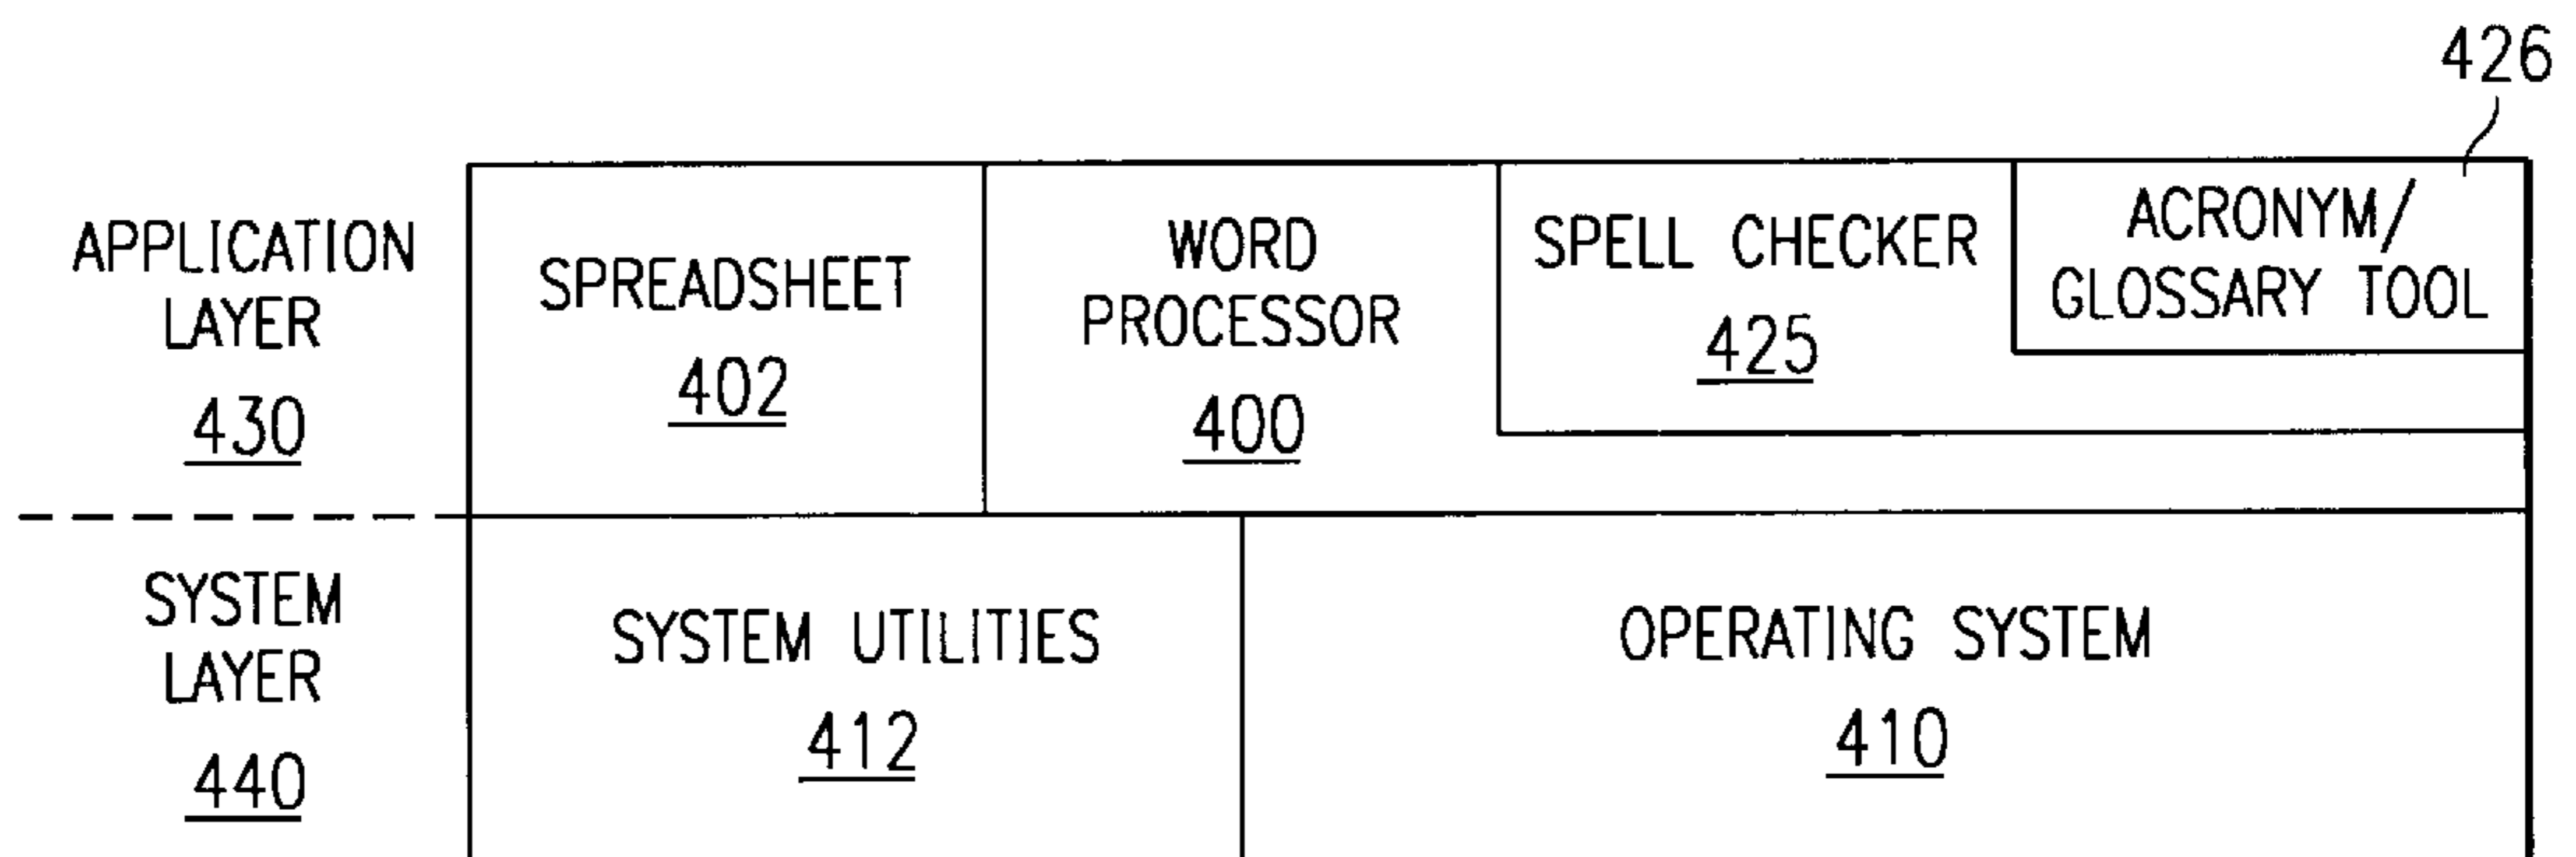 426
APPLICATION
LAYER
430
SPREADSHEET
402
WORD
PROCESSOR
400
SPELL CHECKER
425
ACRONYM/
GLOSSARY TOOL
SYSTEM
LAYER
440
SYSTEM UTILITIES
412
OPERATING SYSTEM
410